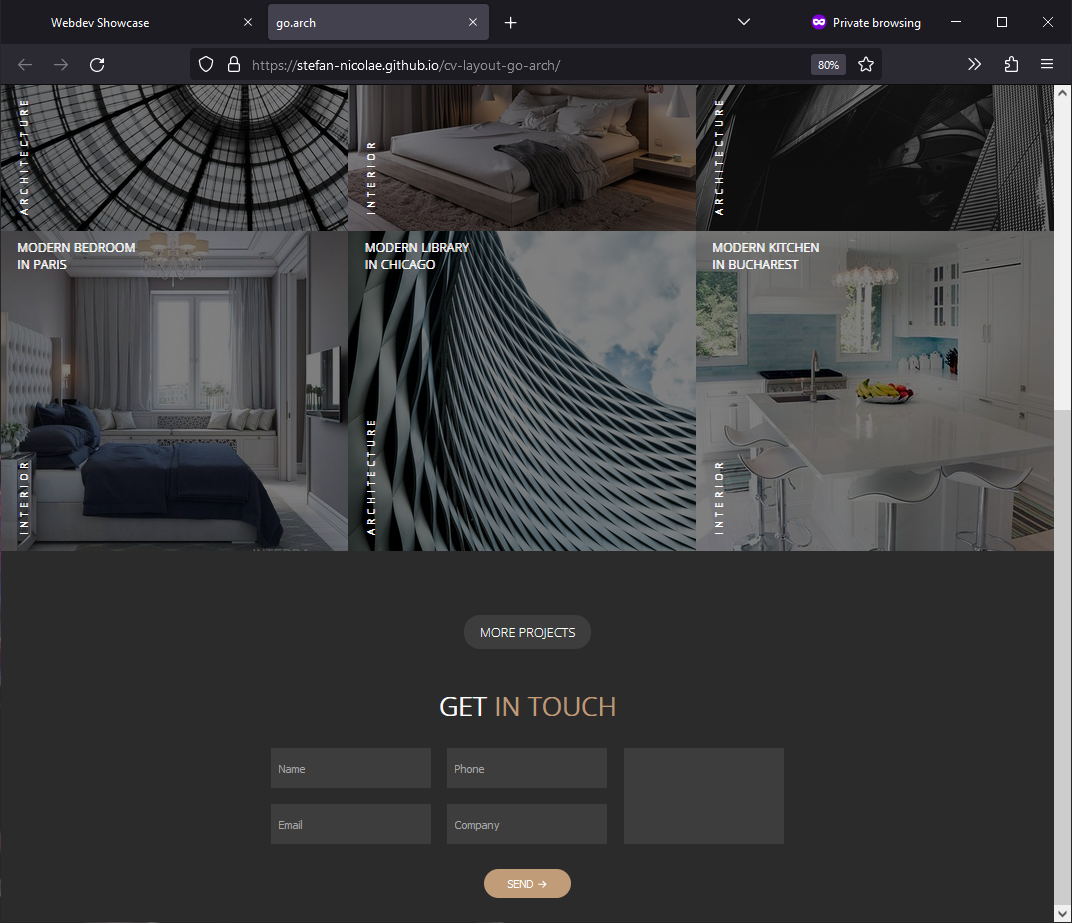 Webdev Showcase
go.arch
Private browsing
https://stefan-nicolae.github.io/cv-layout-go-arch/
80%
ARCHITECTURE
INTERIOR
ARCHITECTURE
MODERN BEDROOM
IN PARIS
MODERN LIBRARY
IN CHICAGO
MODERN KITCHEN
IN BUCHAREST
INTERIOR
ARCHITECTURE
INTERIOR
MORE PROJECTS
GET IN TOUCH
Name
Phone
Email
Company
SEND →